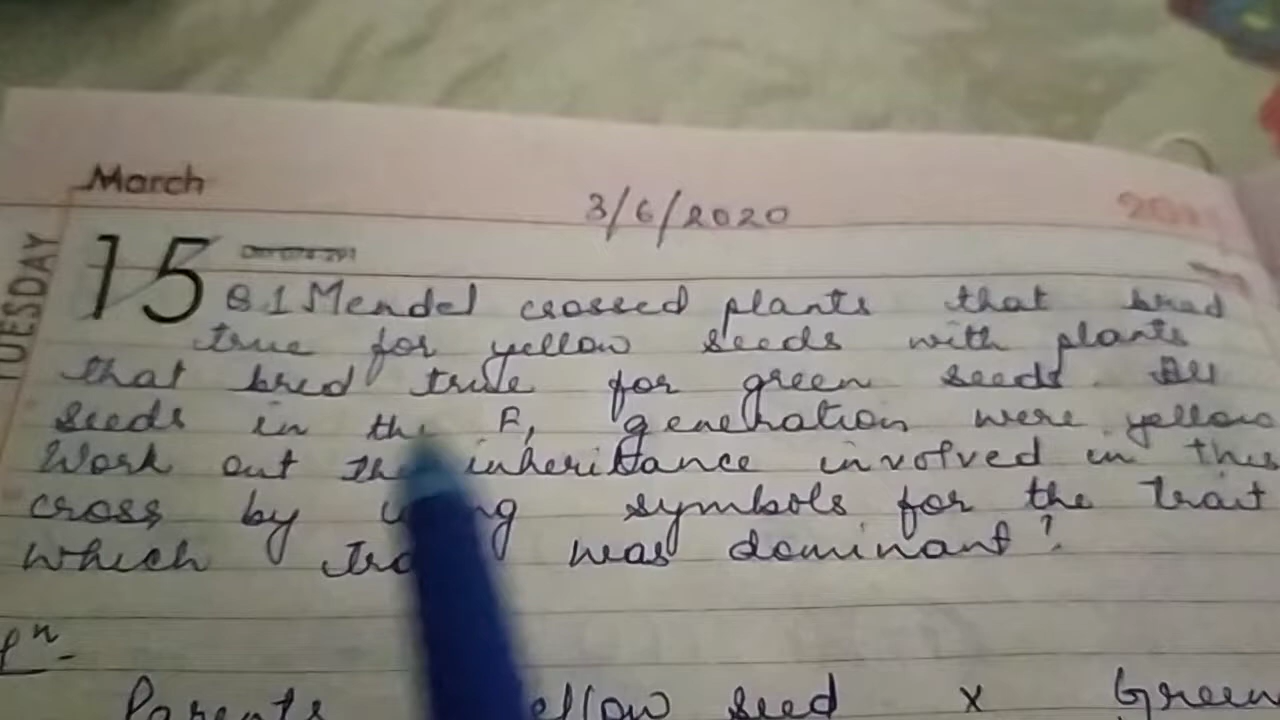 March
3/6/2020
TUESDAY
15
Q.1 Mendel crossed plants that bred
true for yellow seeds with plants
that bred true for green seeds. All
seeds in the F1 generation were yellow
Work out the inheritance involved in this
cross by symbols for the trait
which was dominant?
Parents seed x Green